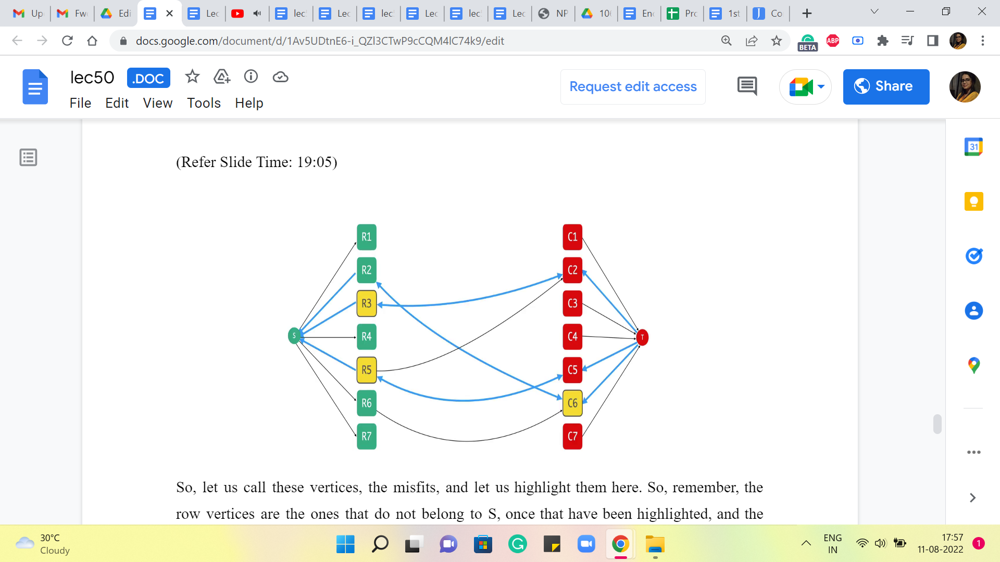 Up
Fw
Edi
Lec
lec
Lec
lec
Lec
lec
Lec
NP
10
En
Pro
1st
Co
docs.google.com/document/d/1Av5UDtnE6-i_QZl3CTwP9cCQM4lC74k9/edit
ABP
BETA
lec50 .DOC
Request edit access
Share
File Edit View Tools Help
31
(Refer Slide Time: 19:05)
R1 C1
R2 C2
R3 C3
S R4 C4 T
R5 C5
R6 C6
R7 C7
So, let us call these vertices, the misfits, and let us highlight them here. So, remember, the
row vertices are the ones that do not belong to S, once that have been highlighted, and the
30°C
Cloudy
ENG
IN
17:57
11-08-2022
1